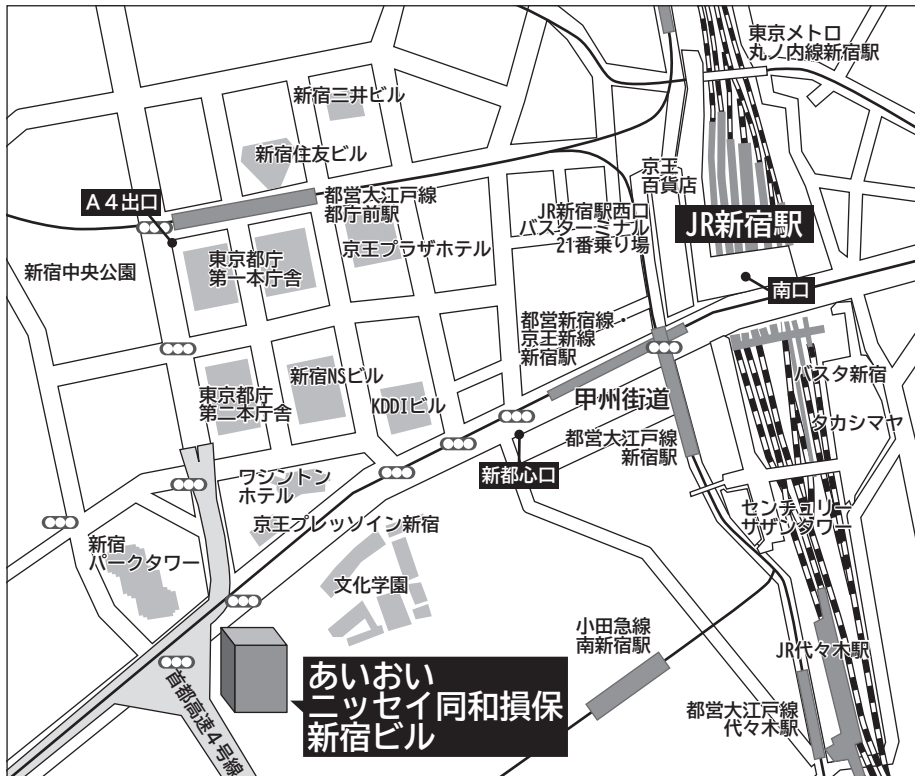 東京メトロ
丸ノ内線新宿駅
新宿三井ビル
新宿住友ビル
京王
百貨店
A4出口
都営大江戸線
都庁前駅
JR新宿駅西口
バスターミナル
21番乗り場
JR新宿駅
新宿中央公園
東京都庁
第一本庁舎
京王プラザホテル
南口
都営新宿線・
京王新線
新宿駅
東京都庁
第二本庁舎
新宿NSビル
KDDIビル
甲州街道
バスタ新宿
タカシマヤ
都営大江戸線
新宿駅
新都心口
ワシントン
ホテル
京王プレッソイン新宿
センチュリー
サザンタワー
新宿
パークタワー
文化学園
小田急線
南新宿駅
JR代々木駅
あいおい
ニッセイ同和損保
新宿ビル
首都高速4号線
都営大江戸線
代々木駅